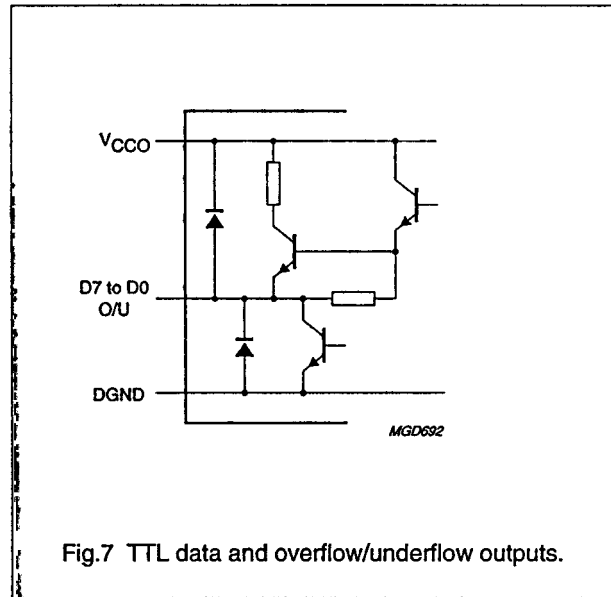 VCCO
D7 to D0
O/U
DGND
MGD692
Fig.7 TTL data and overflow/underflow outputs.